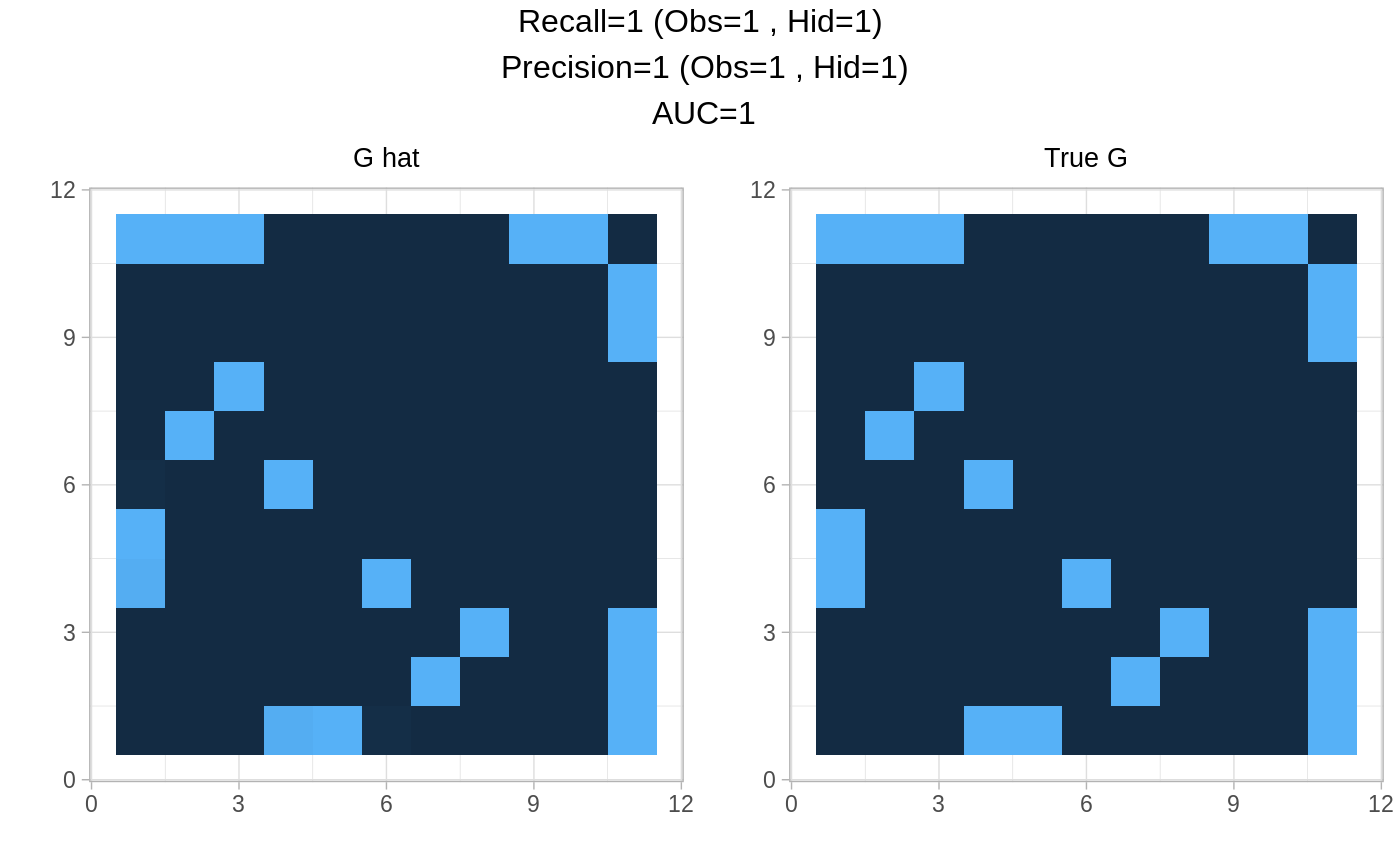 Recall=1 (Obs=1 , Hid=1)
Precision=1 (Obs=1 , Hid=1)
AUC=1
G hat
True G
12
9
6
3
0
0 3 6 9 12
12
9
6
3
0
0 3 6 9 12